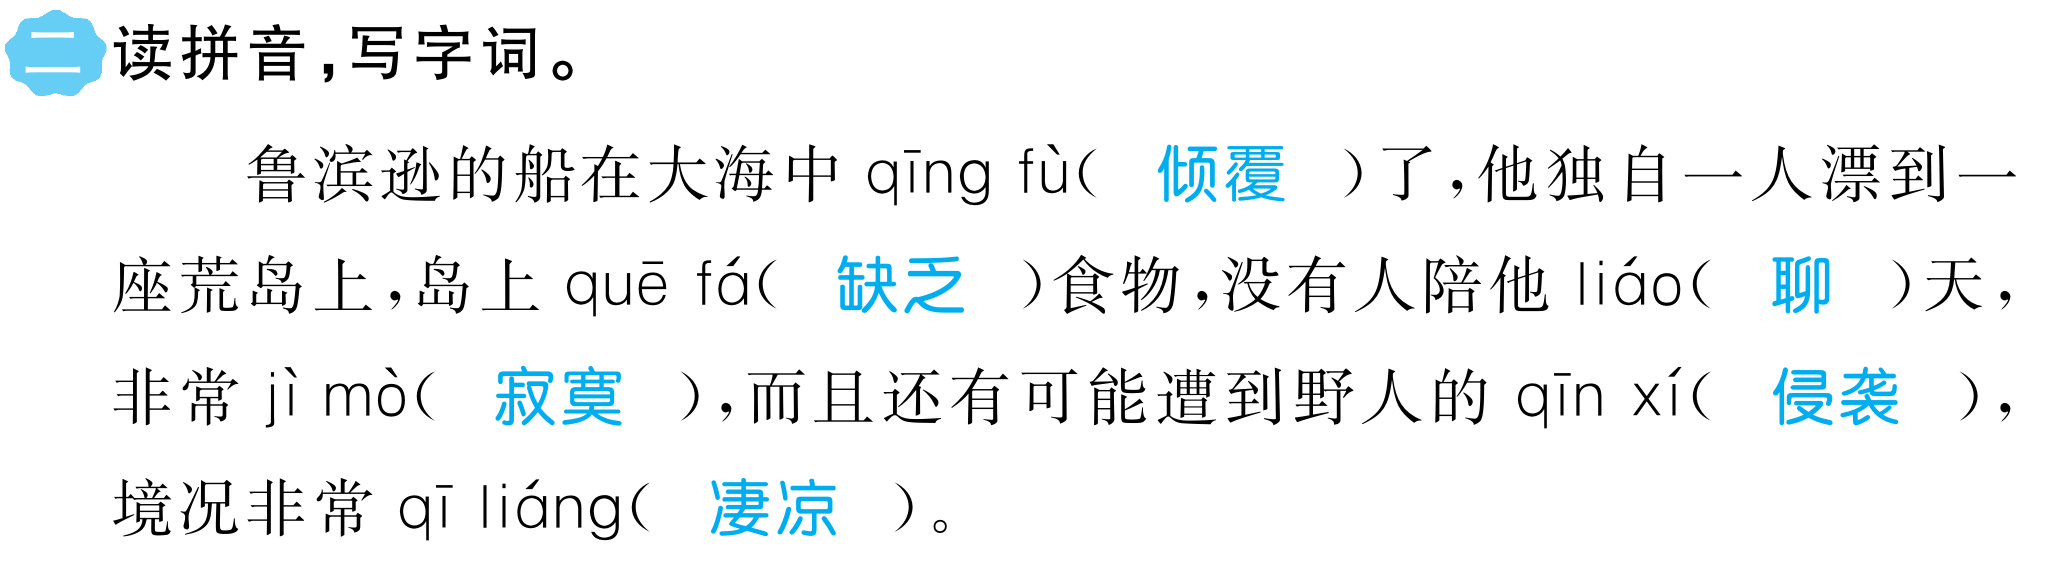 二 读拼音,写字词。
鲁滨逊的船在大海中 qīng fù( 倾覆 )了,他独自一人漂到一
座荒岛上,岛上 quē fá( 缺乏 )食物,没有人陪他 liáo( 聊 )天,
非常 jì mò( 寂寞 ),而且还有可能遭到野人的 qīn xí( 侵袭 ),
境况非常 qī liáng( 凄凉 )。